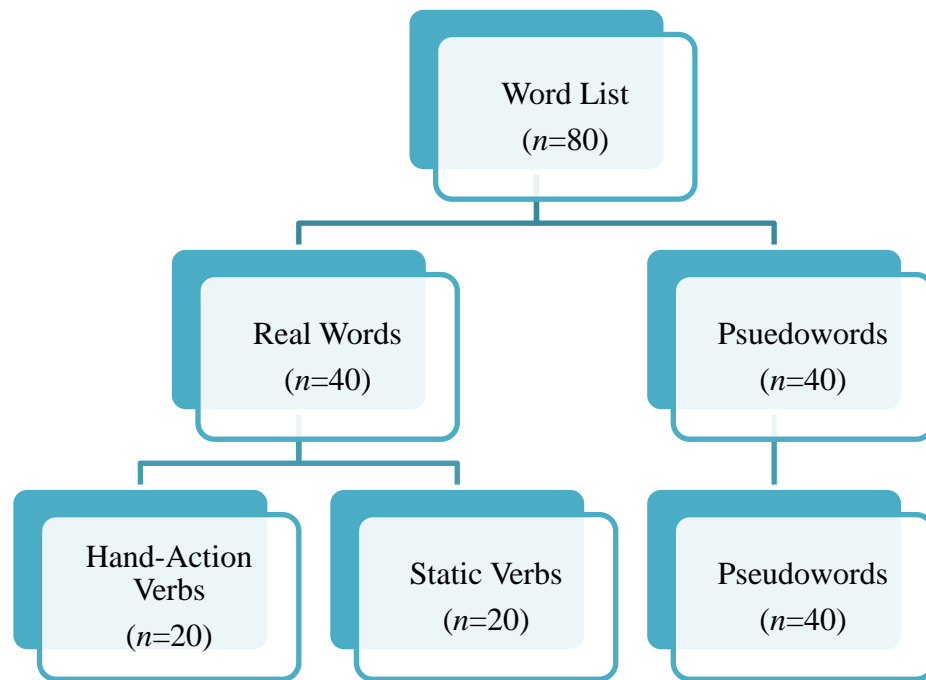 Word List
(n=80)
Real Words
(n=40)
Psuedowords
(n=40)
Hand-Action
Verbs
(n=20)
Static Verbs
(n=20)
Pseudowords
(n=40)